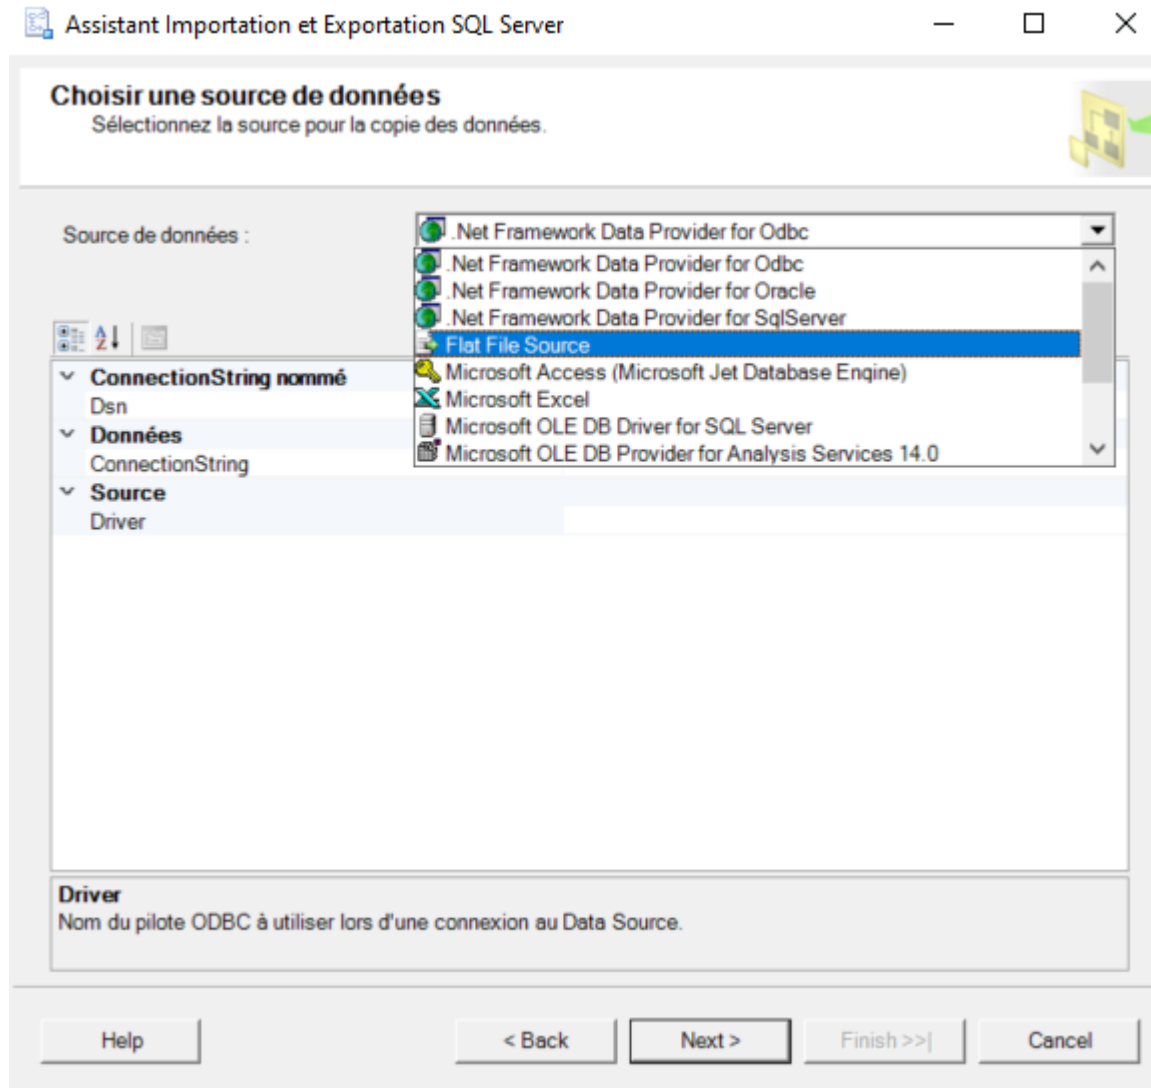 Assistant Importation et Exportation SQL Server
Choisir une source de données
Sélectionnez la source pour la copie des données.
Source de données :
.Net Framework Data Provider for Odbc
.Net Framework Data Provider for Odbc
.Net Framework Data Provider for Oracle
.Net Framework Data Provider for SqlServer
Flat File Source
Microsoft Access (Microsoft Jet Database Engine)
Microsoft Excel
Microsoft OLE DB Driver for SQL Server
Microsoft OLE DB Provider for Analysis Services 14.0
ConnectionString nommé
Dsn
Données
ConnectionString
Source
Driver
Driver
Nom du pilote ODBC à utiliser lors d'une connexion au Data Source.
Help
< Back
Next >
Finish >>|
Cancel